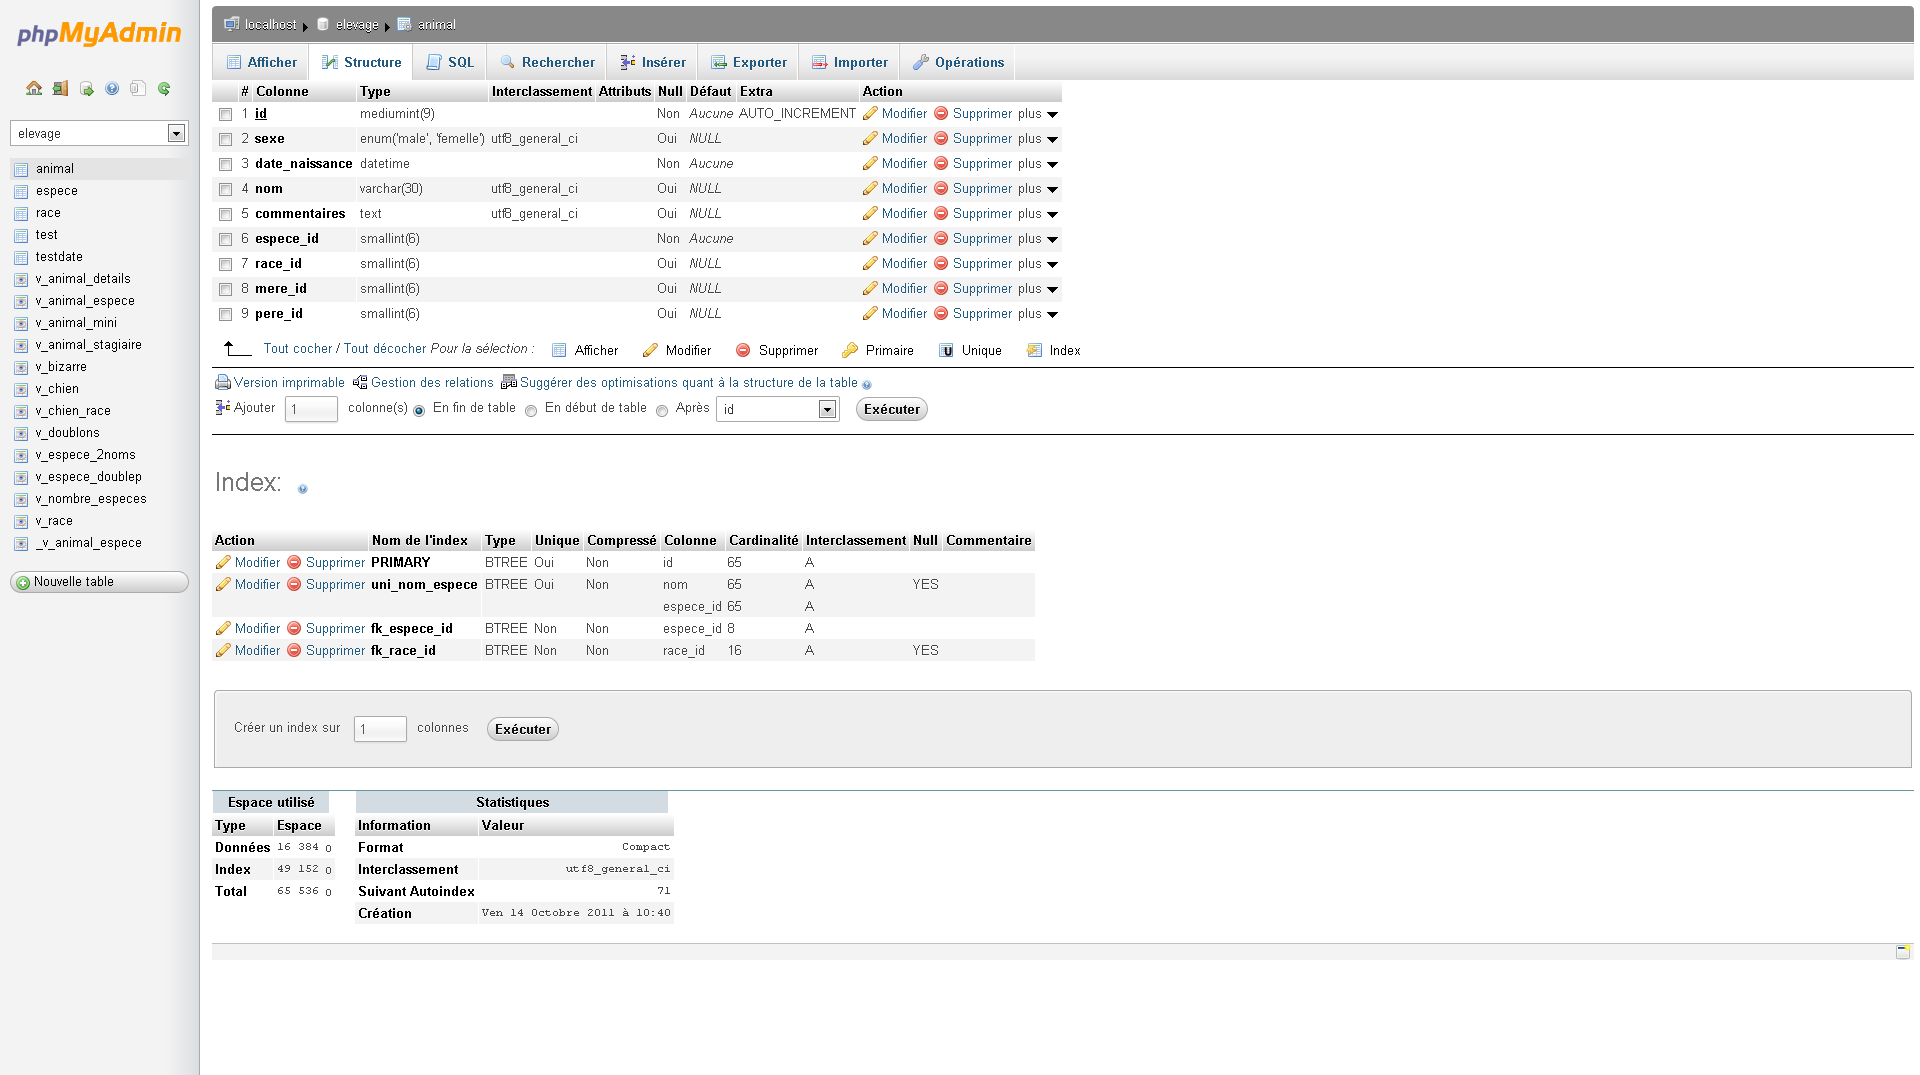 phpMyAdmin
elevage
animal
espece
race
test
testdate
v_animal_details
v_animal_espece
v_animal_mini
v_animal_stagiaire
v_bizarre
v_chien
v_chien_race
v_doublons
v_espece_2noms
v_espece_doublep
v_nombre_especes
v_race
_v_animal_espece
Nouvelle table
localhost elevage animal
Afficher Structure SQL Rechercher Insérer Exporter Importer Opérations
# Colonne Type Interclassement Attributs Null Défaut Extra Action
1 id mediumint(9) Non Aucune AUTO_INCREMENT Modifier Supprimer plus
2 sexe enum('male', 'femelle') utf8_general_ci Oui NULL Modifier Supprimer plus
3 date_naissance datetime Non Aucune Modifier Supprimer plus
4 nom varchar(30) utf8_general_ci Oui NULL Modifier Supprimer plus
5 commentaires text utf8_general_ci Oui NULL Modifier Supprimer plus
6 espece_id smallint(6) Non Aucune Modifier Supprimer plus
7 race_id smallint(6) Oui NULL Modifier Supprimer plus
8 mere_id smallint(6) Oui NULL Modifier Supprimer plus
9 pere_id smallint(6) Oui NULL Modifier Supprimer plus
Tout cocher / Tout décocher Pour la sélection : Afficher Modifier Supprimer Primaire Unique Index
Version imprimable Gestion des relations Suggérer des optimisations quant à la structure de la table
Ajouter 1 colonne(s) En fin de table En début de table Après id Exécuter
Index:
Action Nom de l'index Type Unique Compressé Colonne Cardinalité Interclassement Null Commentaire
Modifier Supprimer PRIMARY BTREE Oui Non id 65 A
Modifier Supprimer uni_nom_espece BTREE Oui Non nom 65 A YES
espece_id 65 A
Modifier Supprimer fk_espece_id BTREE Non Non espece_id 8 A
Modifier Supprimer fk_race_id BTREE Non Non race_id 16 A YES
Créer un index sur 1 colonnes Exécuter
Espace utilisé
Type Espace
Données 16 384 o
Index 49 152 o
Total 65 536 o
Statistiques
Information Valeur
Format Compact
Interclassement utf8_general_ci
Suivant Autoindex 71
Création Ven 14 Octobre 2011 à 10:40